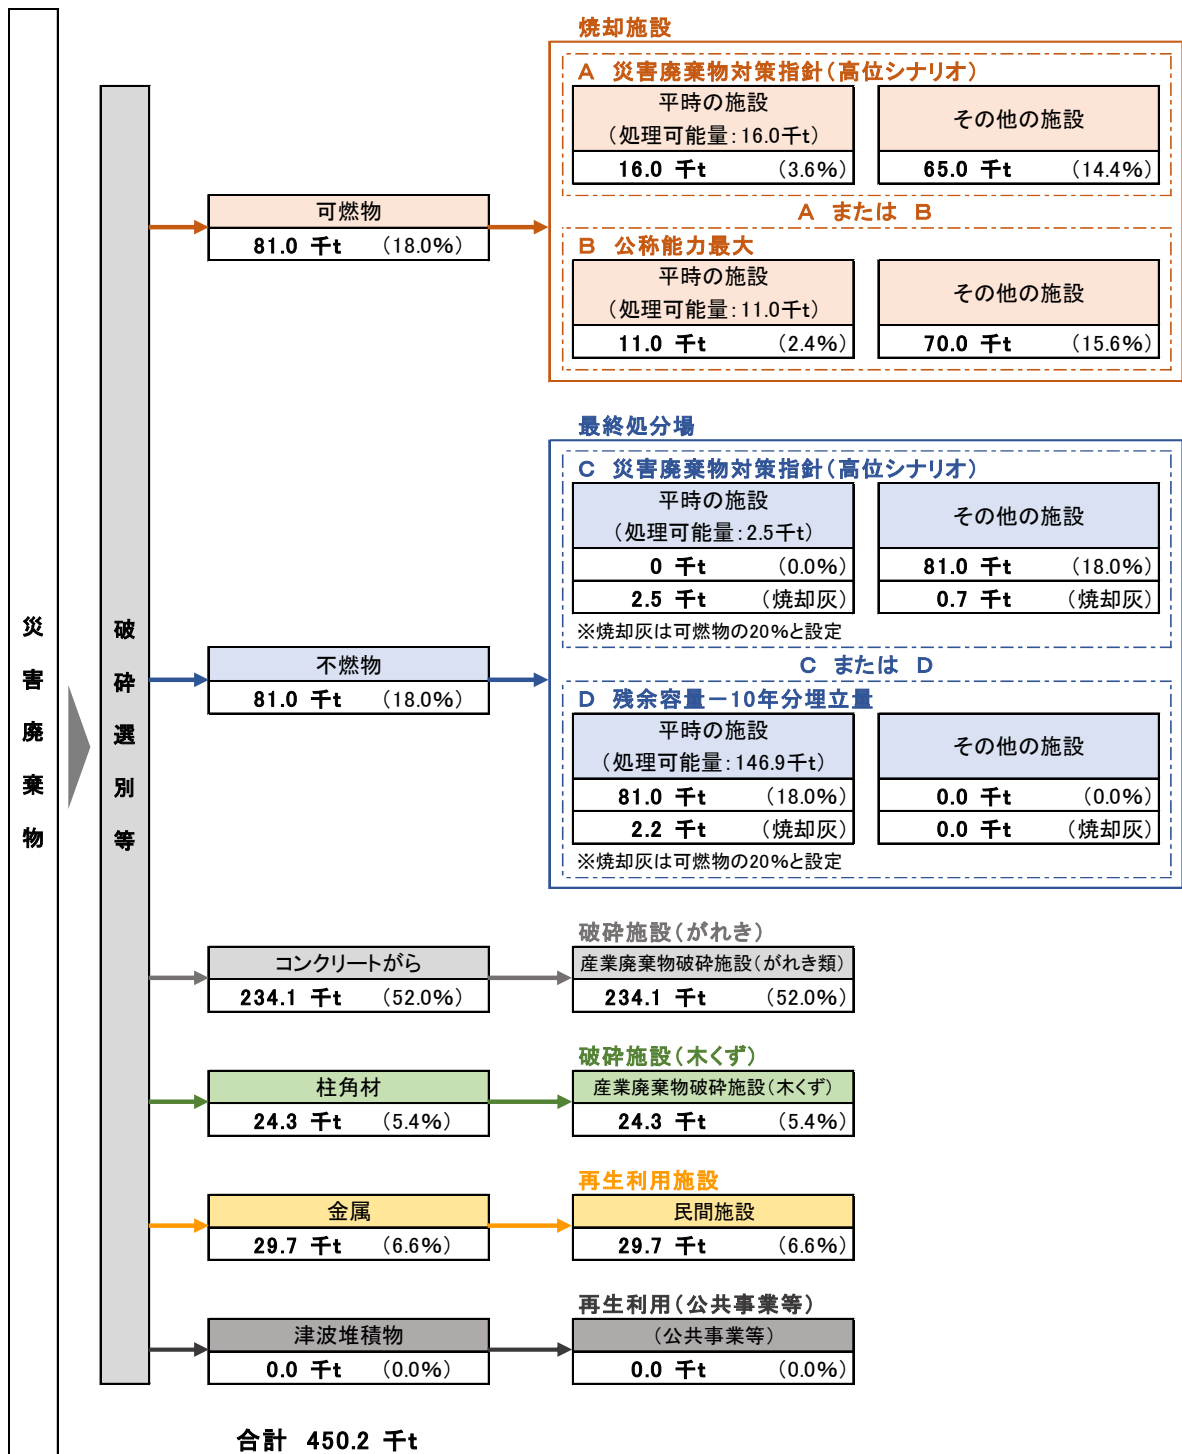 災害廃棄物
破砕選別等
焼却施設
A 災害廃棄物対策指針(高位シナリオ)
平時の施設
(処理可能量:16.0千t)
16.0 千t (3.6%)
その他の施設
65.0 千t (14.4%)
A または B
可燃物
81.0 千t (18.0%)
B 公称能力最大
平時の施設
(処理可能量:11.0千t)
11.0 千t (2.4%)
その他の施設
70.0 千t (15.6%)
最終処分場
C 災害廃棄物対策指針(高位シナリオ)
平時の施設
(処理可能量:2.5千t)
0 千t (0.0%)
2.5 千t (焼却灰)
その他の施設
81.0 千t (18.0%)
0.7 千t (焼却灰)
※焼却灰は可燃物の20%と設定
C または D
不燃物
81.0 千t (18.0%)
D 残余容量-10年分埋立量
平時の施設
(処理可能量:146.9千t)
81.0 千t (18.0%)
2.2 千t (焼却灰)
その他の施設
0.0 千t (0.0%)
0.0 千t (焼却灰)
※焼却灰は可燃物の20%と設定
破砕施設(がれき)
コンクリートがら
234.1 千t (52.0%)
産業廃棄物破砕施設(がれき類)
234.1 千t (52.0%)
破砕施設(木くず)
柱角材
24.3 千t (5.4%)
産業廃棄物破砕施設(木くず)
24.3 千t (5.4%)
再生利用施設
金属
29.7 千t (6.6%)
民間施設
29.7 千t (6.6%)
再生利用(公共事業等)
津波堆積物
0.0 千t (0.0%)
(公共事業等)
0.0 千t (0.0%)
合計 450.2 千t